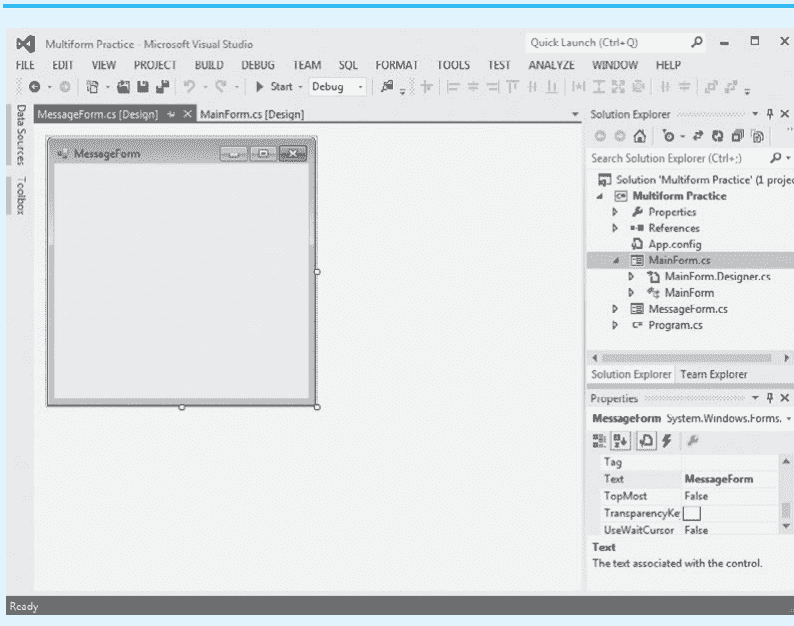 Multiform Practice - Microsoft Visual Studio
Quick Launch (Ctrl+Q)
FILE EDIT VIEW PROJECT BUILD DEBUG TEAM SQL FORMAT TOOLS TEST ANALYZE WINDOW HELP
Start Debug
Data Sources
Toolbox
MessageForm.cs [Design] MainForm.cs [Design]
MessageForm
Solution Explorer
Search Solution Explorer (Ctrl+;)
Solution 'Multiform Practice' (1 projec
Multiform Practice
Properties
References
App.config
MainForm.cs
MainForm.Designer.cs
MainForm
MessageForm.cs
C# Program.cs
Solution Explorer Team Explorer
Properties
MessageForm System.Windows.Forms.
Tag
Text MessageForm
TopMost False
TransparencyKe
UseWaitCursor False
Text
The text associated with the control.
Ready